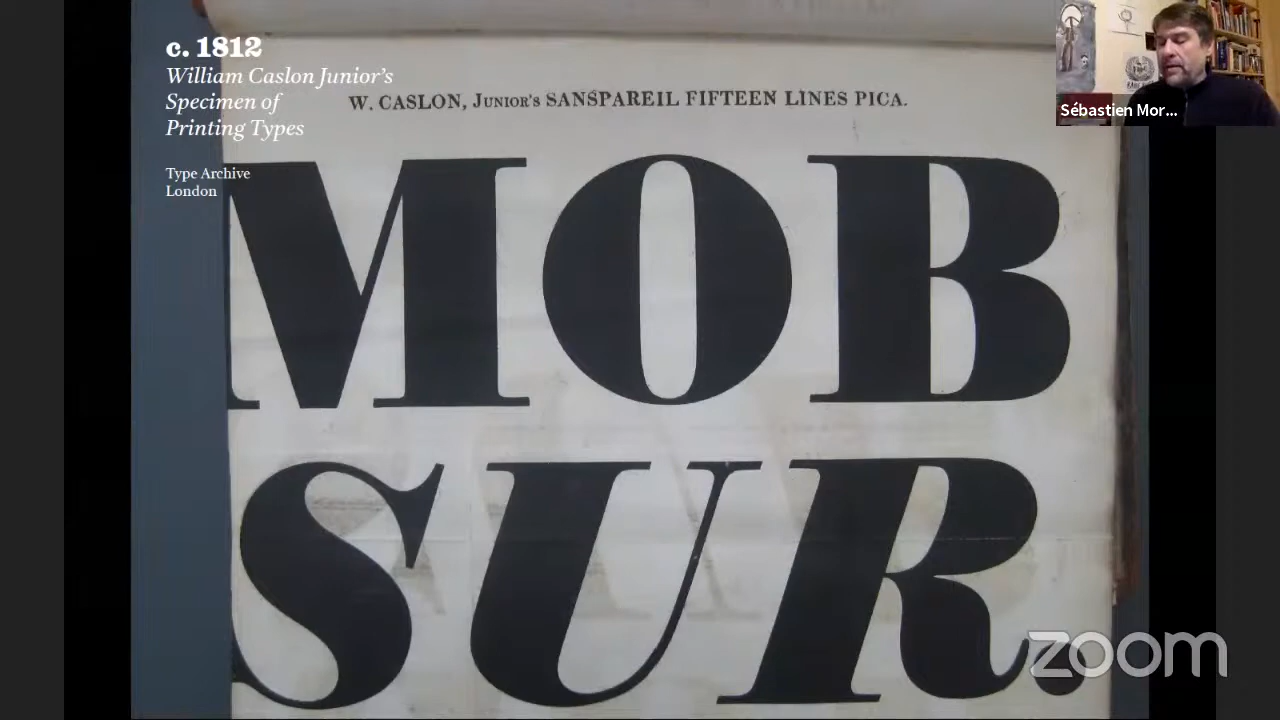 c. 1812
William Caslon Junior’s
Specimen of
Printing Types
Type Archive
London
W. CASLON, JUNIOR'S SANSPAREIL FIFTEEN LINES PICA.
MOB
SUR.
Sébastien Mor...
zoom